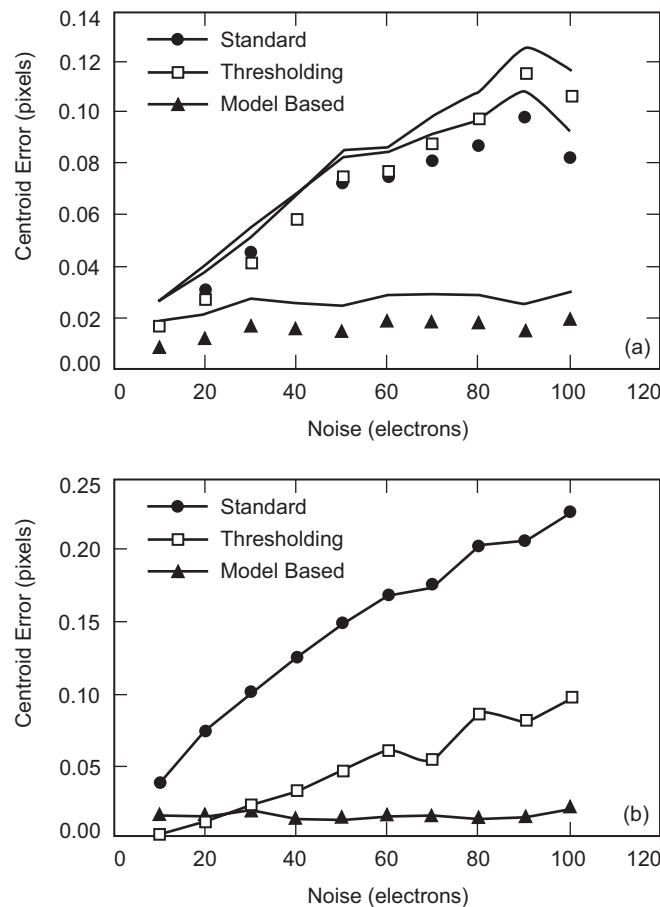 0.14
0.12
0.10
0.08
0.06
0.04
0.02
0.00
Centroid Error (pixels)
Standard
Thresholding
Model Based
(a)
0 20 40 60 80 100 120
Noise (electrons)
0.25
0.20
0.15
0.10
0.05
0.00
Centroid Error (pixels)
Standard
Thresholding
Model Based
(b)
0 20 40 60 80 100 120
Noise (electrons)